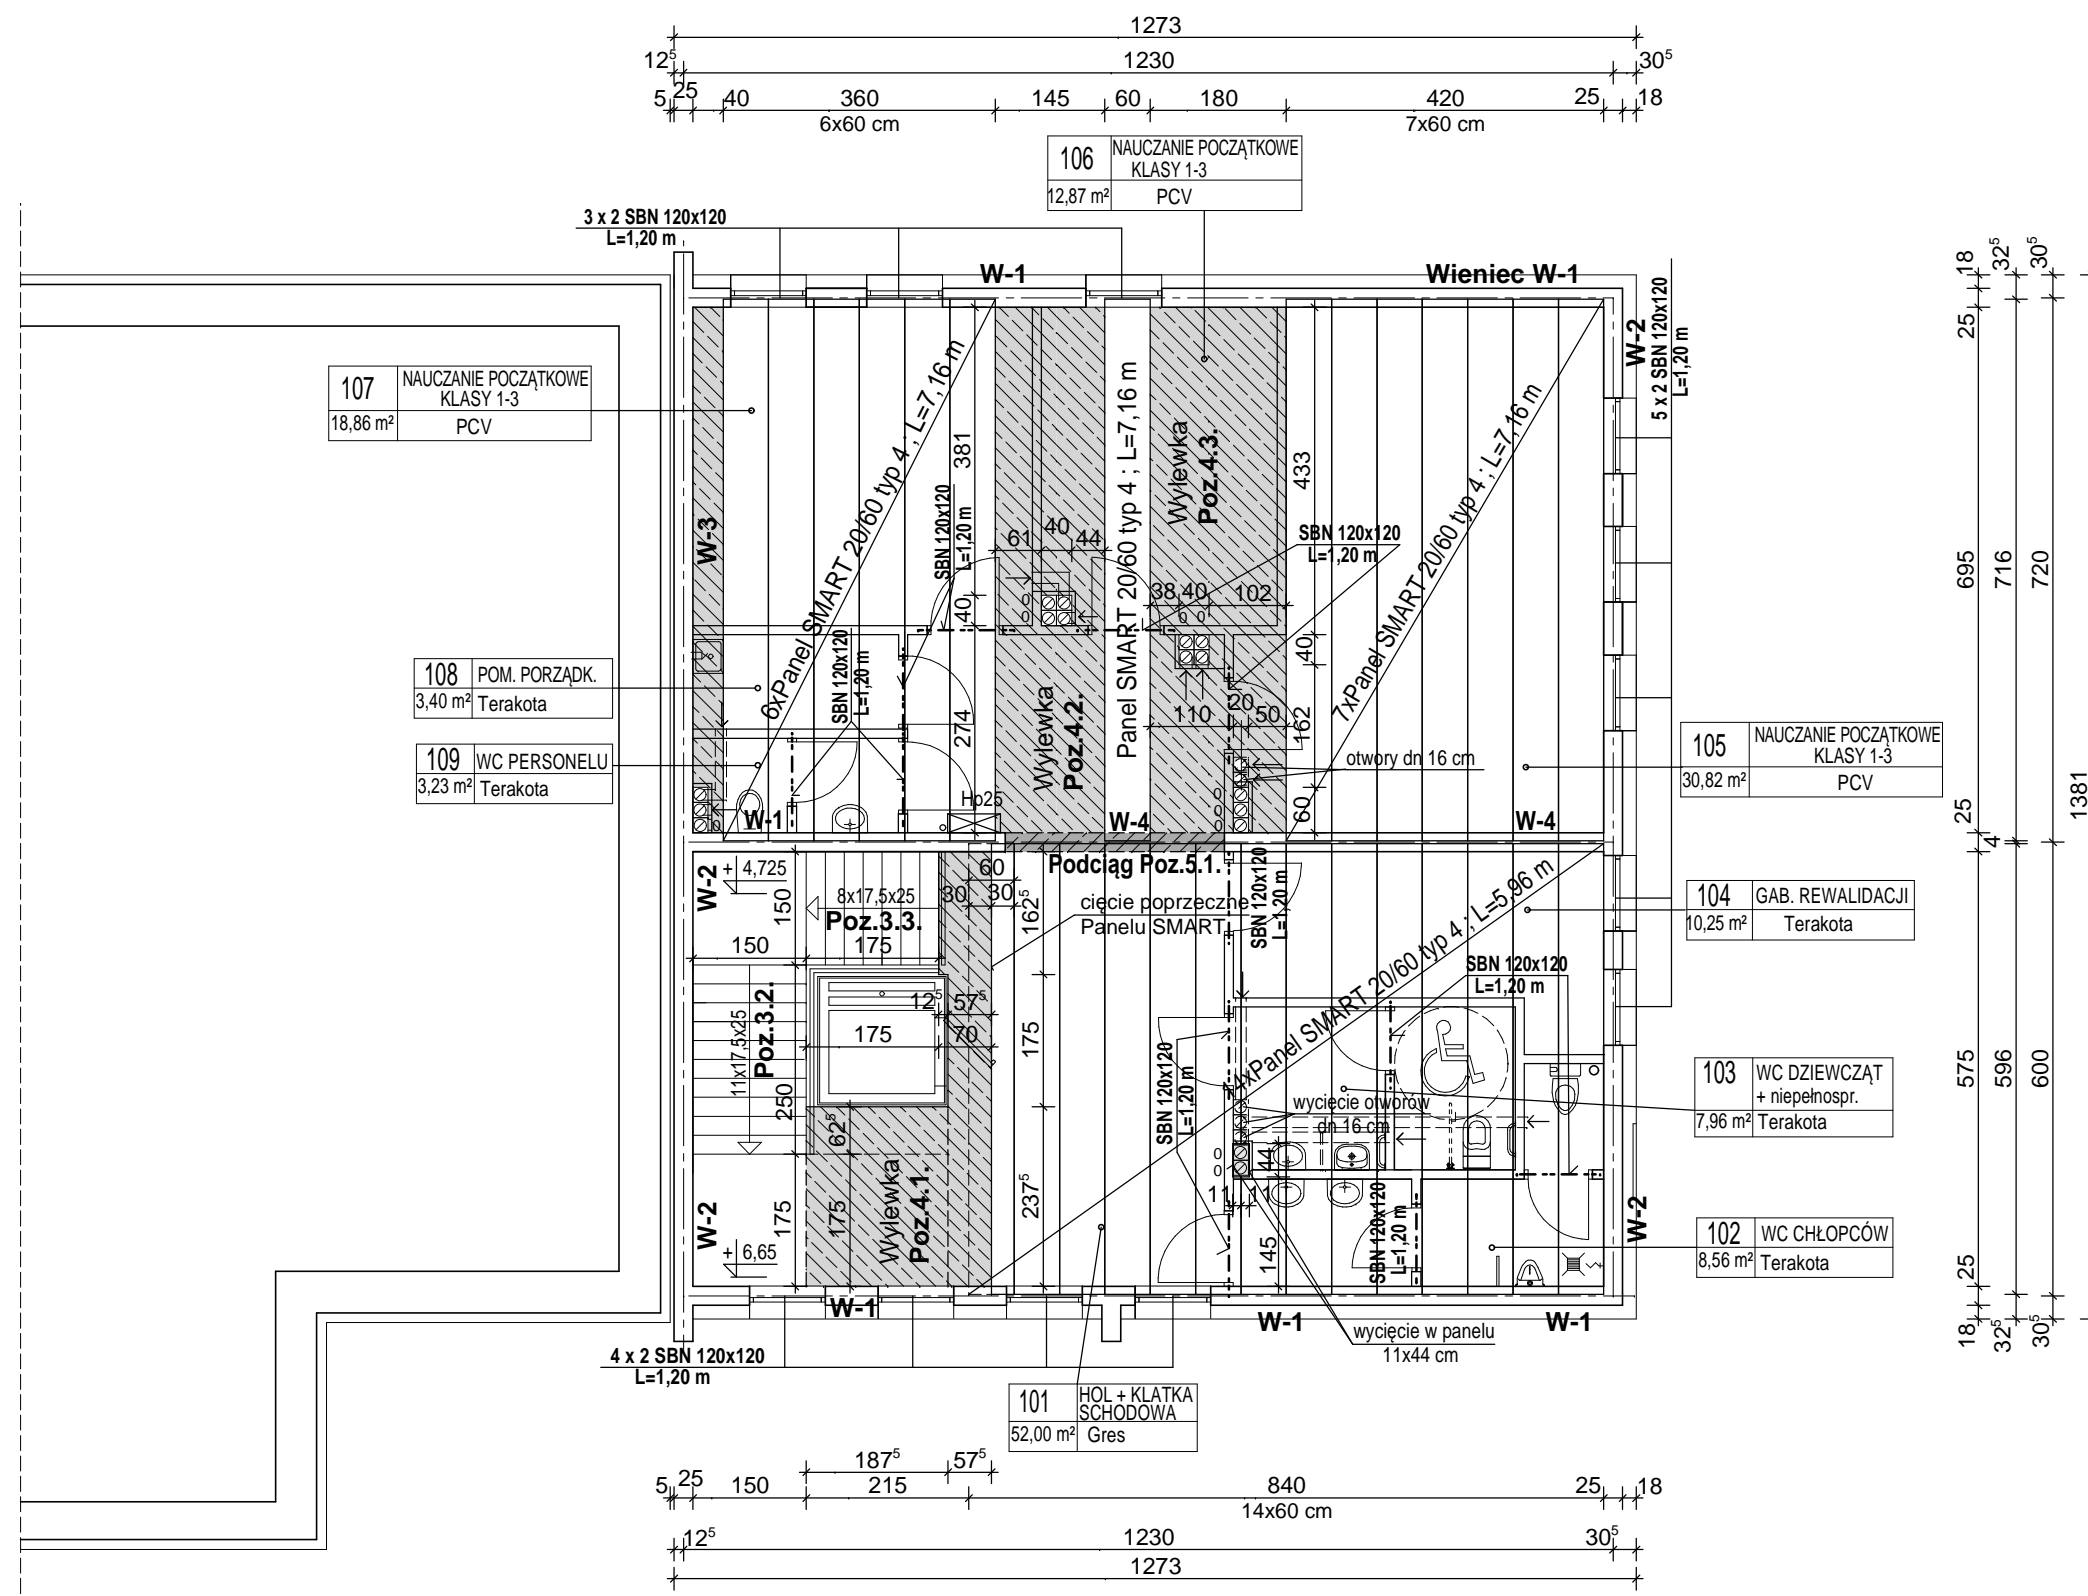 1273
12⁵ 1230 30⁵
5 25 40 360 145 60 180 420 25 18
6x60 cm 7x60 cm
106 NAUCZANIE POCZĄTKOWE
KLASY 1-3
12,87 m² PCV
3 x 2 SBN 120x120
L=1,20 m
W-1 Wieniec W-1
18 32⁵ 30⁵
25
W-2
5 x 2 SBN 120x120
L=1,20 m
107 NAUCZANIE POCZĄTKOWE
KLASY 1-3
18,86 m² PCV
W-3
6xPanel SMART 20/60 typ 4 ; L=7,16 m
381
SBN 120x120
L=1,20 m
Panel SMART 20/60 typ 4 ; L=7,16 m
Wylewka
Poz.4.3.
433
7xPanel SMART 20/60 typ 4 ; L=7,16 m
61 40 44
SBN 120x120
L=1,20 m
695 716 720
38 40 102
40
0
0
0 0
40
108 POM. PORZĄDK.
3,40 m² Terakota
SBN 120x120
L=1,20 m
274
Wylewka
Poz.4.2.
110 20 50
162
109 WC PERSONELU
3,23 m² Terakota
otwory dn 16 cm
105 NAUCZANIE POCZĄTKOWE
KLASY 1-3
30,82 m² PCV
Hp25
0
0
0
0
60
W-1 W-4 W-4
25
4
1381
Podciąg Poz.5.1.
W-2
+ 4,725
150
8x17,5x25
Poz.3.3.
60
30 30
162⁵
cięcie poprzeczne
Panelu SMART
SBN 120x120
L=1,20 m
14xPanel SMART 20/60 typ 4 ; L=5,96 m
104 GAB. REWALIDACJI
10,25 m² Terakota
150 175
SBN 120x120
L=1,20 m
11x17,5x25
Poz.3.2.
12⁵ 57⁵
175 70
175
250
62⁵
SBN 120x120
L=1,20 m
wycięcie otworów
dn 16 cm
103 WC DZIEWCZĄT
+ niepełnospr.
7,96 m² Terakota
575 596 600
0
0
44
W-2
175
175
Wylewka
Poz.4.1.
237⁵
11 11
145
SBN 120x120
L=1,20 m
W-2
102 WC CHŁOPCÓW
8,56 m² Terakota
+ 6,65
25
W-1 W-1 W-1
wycięcie w panelu
11x44 cm
18 32⁵ 30⁵
4 x 2 SBN 120x120
L=1,20 m
101 HOL + KLATKA
SCHODOWA
52,00 m² Gres
187⁵ 57⁵
5 25 150 215 840 25 18
14x60 cm
12⁵ 1230 30⁵
1273